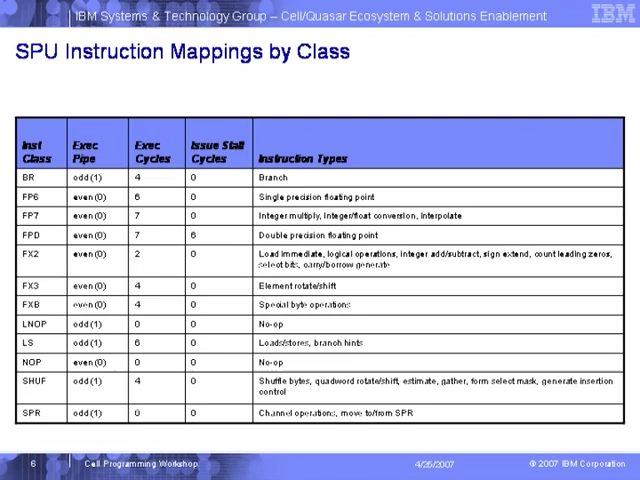 IBM Systems & Technology Group – Cell/Quasar Ecosystem & Solutions Enablement
IBM
SPU Instruction Mappings by Class
Inst Class Exec Pipe Exec Cycles Issue Stall Cycles Instruction Types
BR odd (1) 4 0 Branch
FP6 even (0) 6 0 Single precision floating point
FP7 even (0) 7 0 Integer multiply, integer/float conversion, interpolate
FPD even (0) 7 6 Double precision floating point
FX2 even (0) 2 0 Load immediate, logical operations, integer add/subtract, sign extend, count leading zeros,
select bits, carry/borrow generate
FX3 even (0) 4 0 Element rotate/shift
FXB even (0) 4 0 Special byte operations
LNOP odd (1) 0 0 No-op
LS odd (1) 6 0 Loads/stores, branch hints
NOP even (0) 0 0 No-op
SHUF odd (1) 4 0 Shuffle bytes, quadword rotate/shift, estimate, gather, form select mask, generate insertion
control
SPR odd (1) 0 Channel operations, move to/from SPR
6 Cell Programming Workshop 4/26/2007 © 2007 IBM Corporation